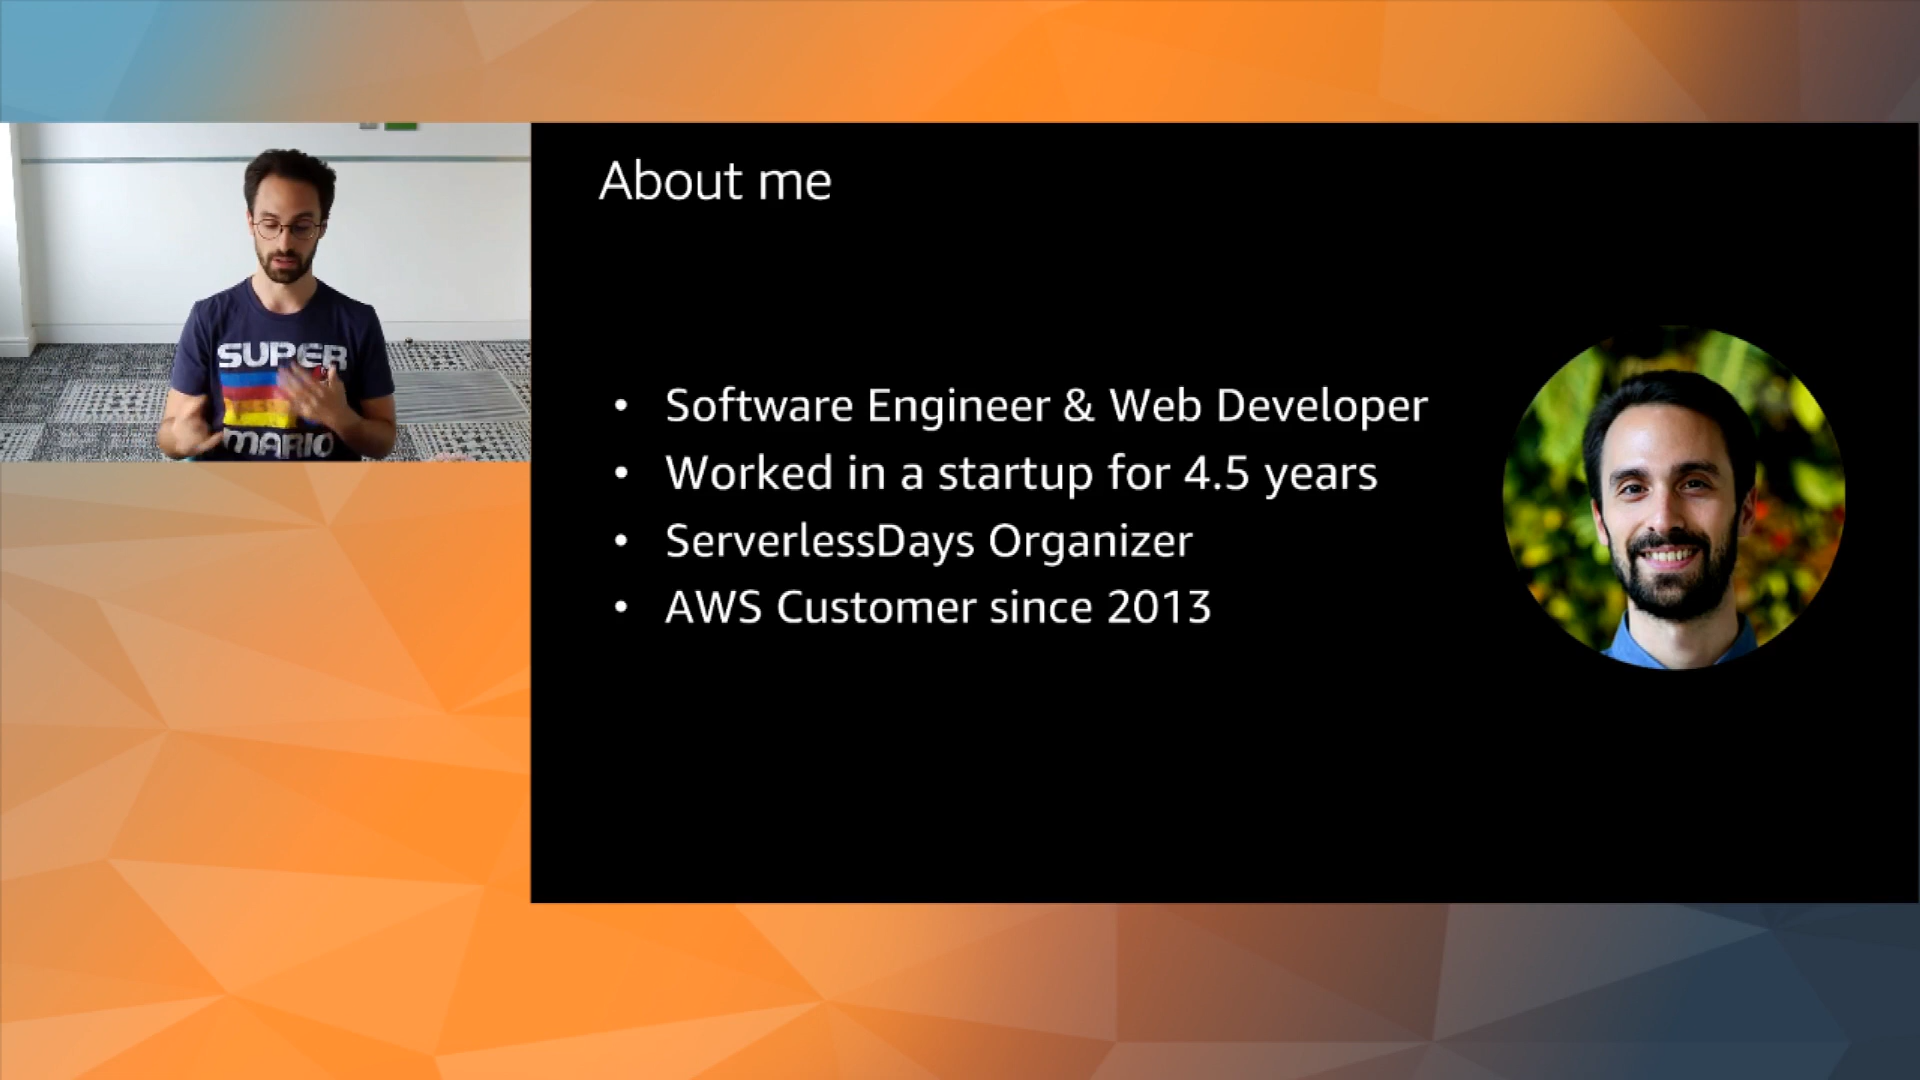 About me
• Software Engineer & Web Developer
• Worked in a startup for 4.5 years
• ServerlessDays Organizer
• AWS Customer since 2013
SUPER
MARIO